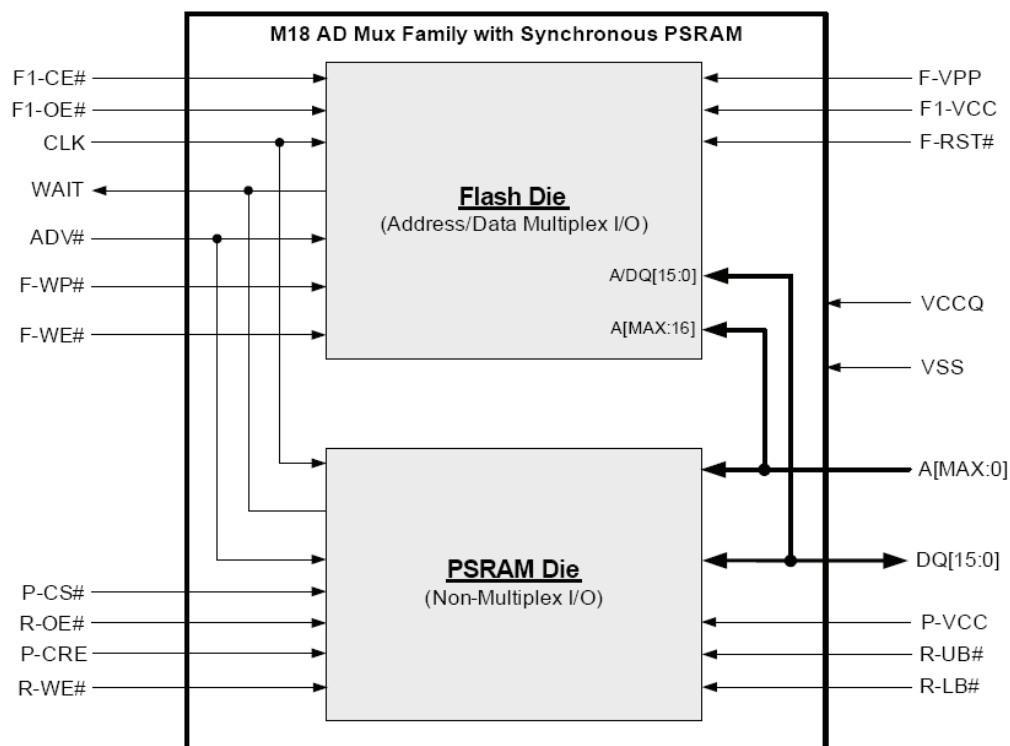 M18 AD Mux Family with Synchronous PSRAM
F1-CE#
F1-OE#
CLK
WAIT
ADV#
F-WP#
F-WE#
F-VPP
F1-VCC
F-RST#
Flash Die
(Address/Data Multiplex I/O)
A/DQ[15:0]
A[MAX:16]
VCCQ
VSS
A[MAX:0]
DQ[15:0]
PSRAM Die
(Non-Multiplex I/O)
P-CS#
R-OE#
P-CRE
R-WE#
P-VCC
R-UB#
R-LB#